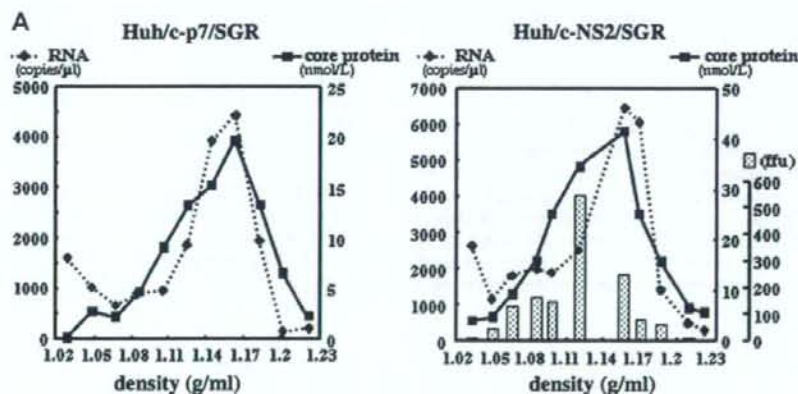 A
Huh/c-p7/SGR
RNA
(copies/µl)
core protein
(nmol/L)
5000
4000
3000
2000
1000
0
25
20
15
10
5
0
1.02 1.05 1.08 1.11 1.14 1.17 1.2 1.23
density (g/ml)
Huh/c-NS2/SGR
RNA
(copies/µl)
core protein
(nmol/L)
7000
6000
5000
4000
3000
2000
1000
0
50
40
30
20
10
0
(ffu)
600
500
400
300
200
100
0
1.02 1.05 1.08 1.11 1.14 1.17 1.2 1.23
density (g/ml)